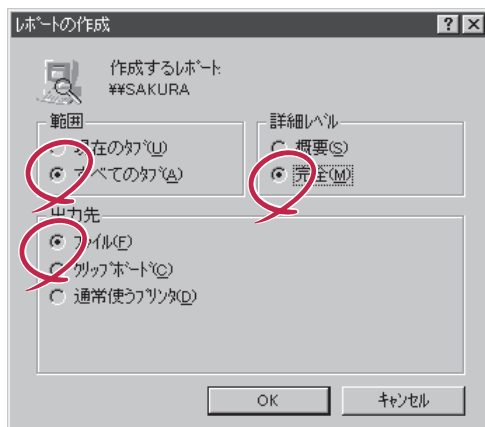 レポートの作成
作成するレポート:
¥¥SAKURA
範囲
現在のタブ(U)
すべてのタブ(A)
詳細レベル
概要(S)
完全(M)
出力先
ファイル(F)
クリップボード(C)
通常使うプリンタ(D)
OK
キャンセル